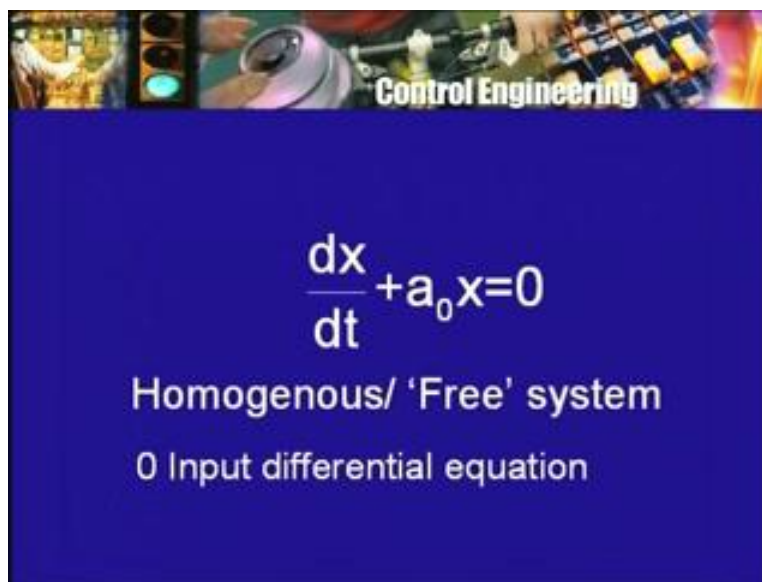 Control Engineering
dx
dt
+a₀x=0
Homogenous/ ‘Free’ system
0 Input differential equation